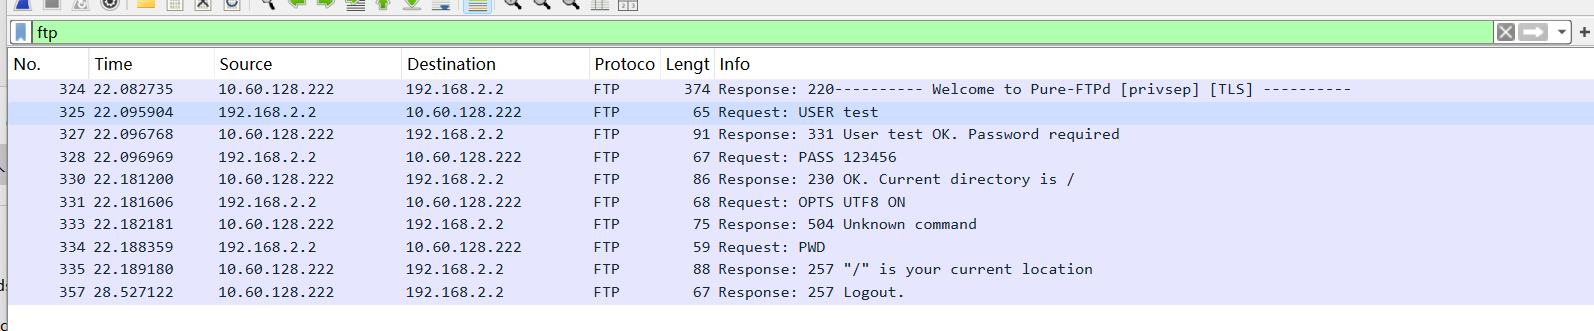 ftp
No. Time Source Destination Protoco Lengt Info
324 22.082735 10.60.128.222 192.168.2.2 FTP 374 Response: 220---------- Welcome to Pure-FTPd [privsep] [TLS] ----------
325 22.095904 192.168.2.2 10.60.128.222 FTP 65 Request: USER test
327 22.096768 10.60.128.222 192.168.2.2 FTP 91 Response: 331 User test OK. Password required
328 22.096969 192.168.2.2 10.60.128.222 FTP 67 Request: PASS 123456
330 22.181200 10.60.128.222 192.168.2.2 FTP 86 Response: 230 OK. Current directory is /
331 22.181606 192.168.2.2 10.60.128.222 FTP 68 Request: OPTS UTF8 ON
333 22.182181 10.60.128.222 192.168.2.2 FTP 75 Response: 504 Unknown command
334 22.188359 192.168.2.2 10.60.128.222 FTP 59 Request: PWD
335 22.189180 10.60.128.222 192.168.2.2 FTP 88 Response: 257 "/" is your current location
357 28.527122 10.60.128.222 192.168.2.2 FTP 67 Response: 257 Logout.